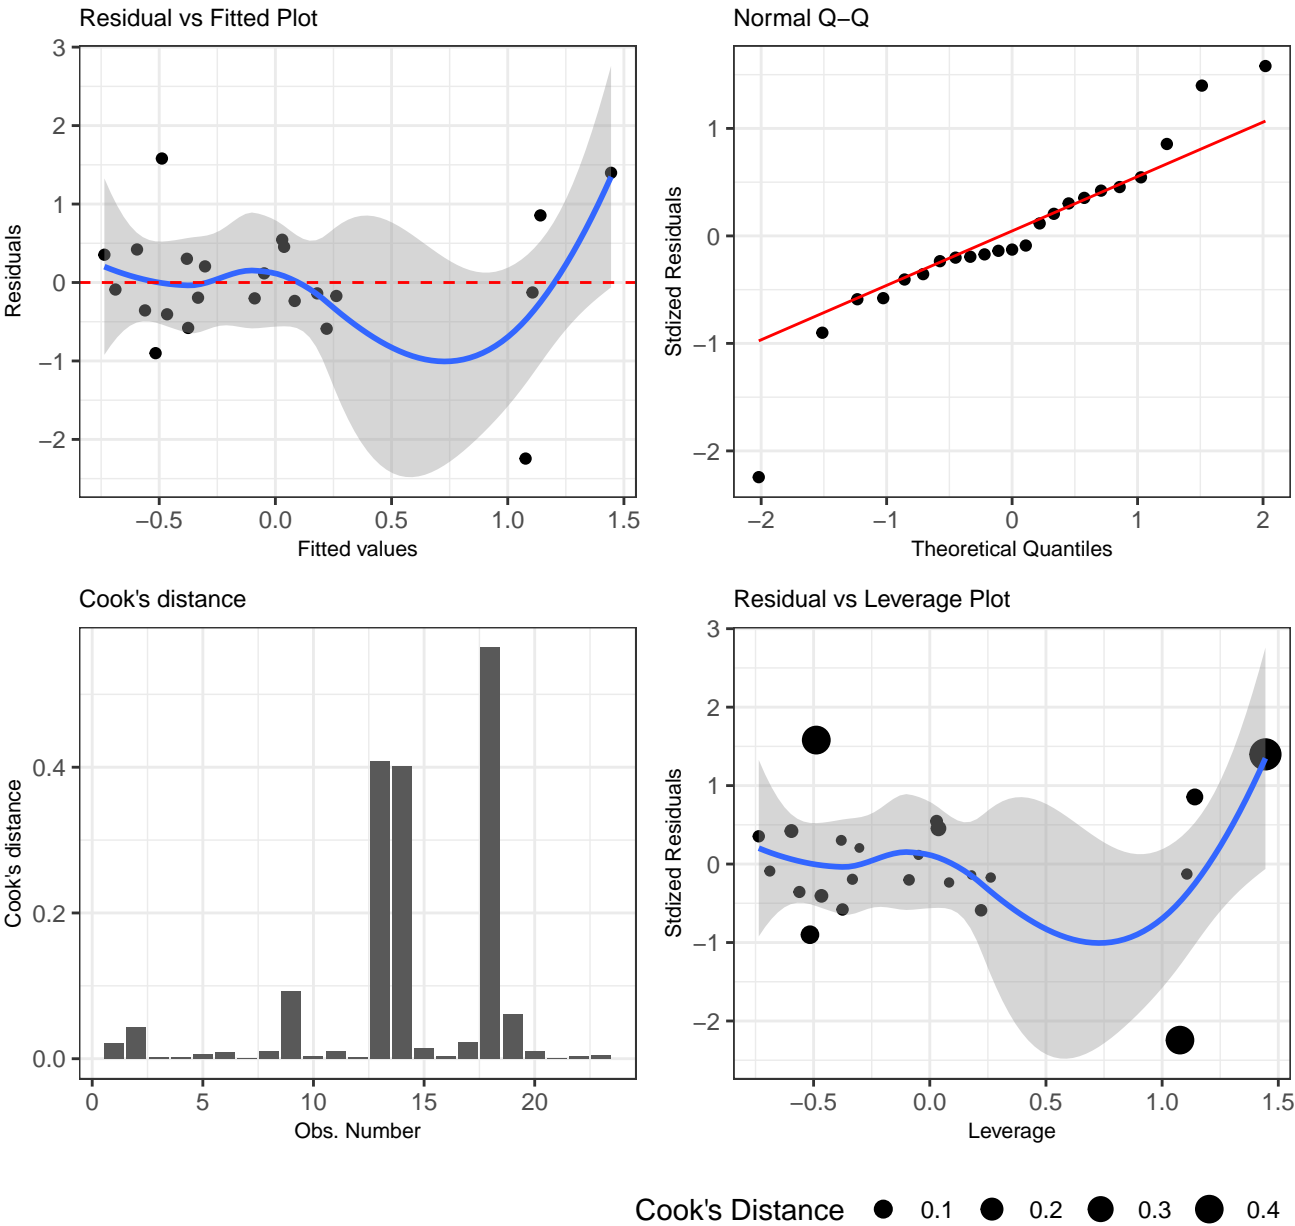 Residual vs Fitted Plot
3
2
1
0
−1
−2
Residuals
−0.5 0.0 0.5 1.0 1.5
Fitted values
Normal Q−Q
1
0
−1
−2
Stdized Residuals
−2 −1 0 1 2
Theoretical Quantiles
Cook's distance
0.4
0.2
0.0
Cook's distance
0 5 10 15 20
Obs. Number
Residual vs Leverage Plot
3
2
1
0
−1
−2
Stdized Residuals
−0.5 0.0 0.5 1.0 1.5
Leverage
Cook's Distance 0.1 0.2 0.3 0.4